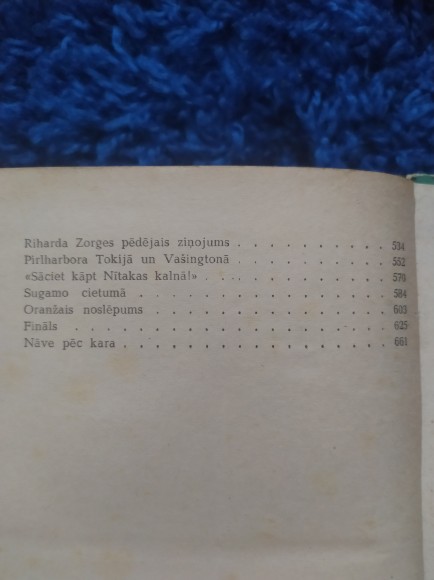 Riharda Zorges pēdējais ziņojums . . . . . . . . . . 534
Pirlharbora Tokijā un Vašingtonā . . . . . . . . . . 552
«Sāciet kāpt Nītakas kalnā!» . . . . . . . . . . . . 570
Sugamo cietumā . . . . . . . . . . . . . . . . 584
Oranžais noslēpums . . . . . . . . . . . . . . . 603
Fināls . . . . . . . . . . . . . . . . . . . 625
Nāve pēc kara . . . . . . . . . . . . . . . . . 661